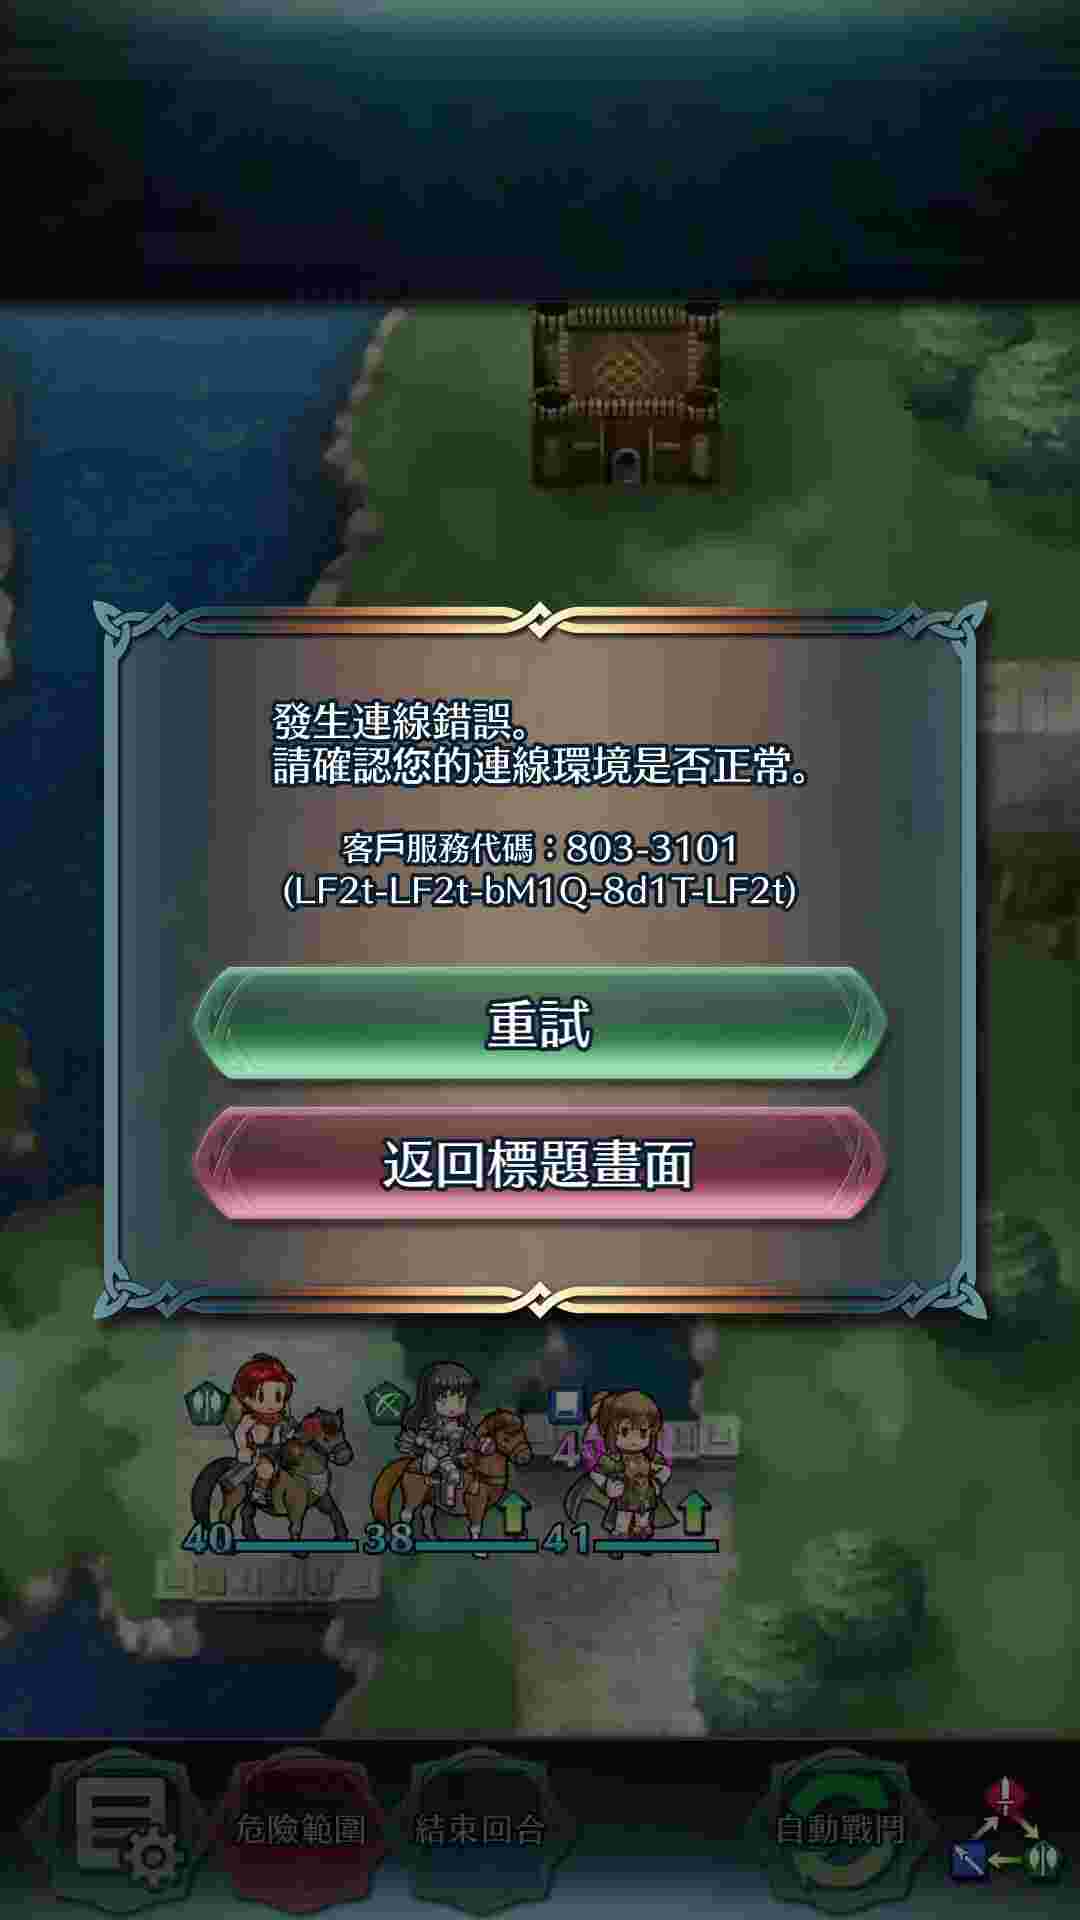 發生連線錯誤。
請確認您的連線環境是否正常。
客戶服務代碼：803-3101
(LF2t-LF2t-bM1Q-8d1T-LF2t)
重試
返回標題畫面
40
38
4
41
危險範圍
結束回合
自動戰鬥